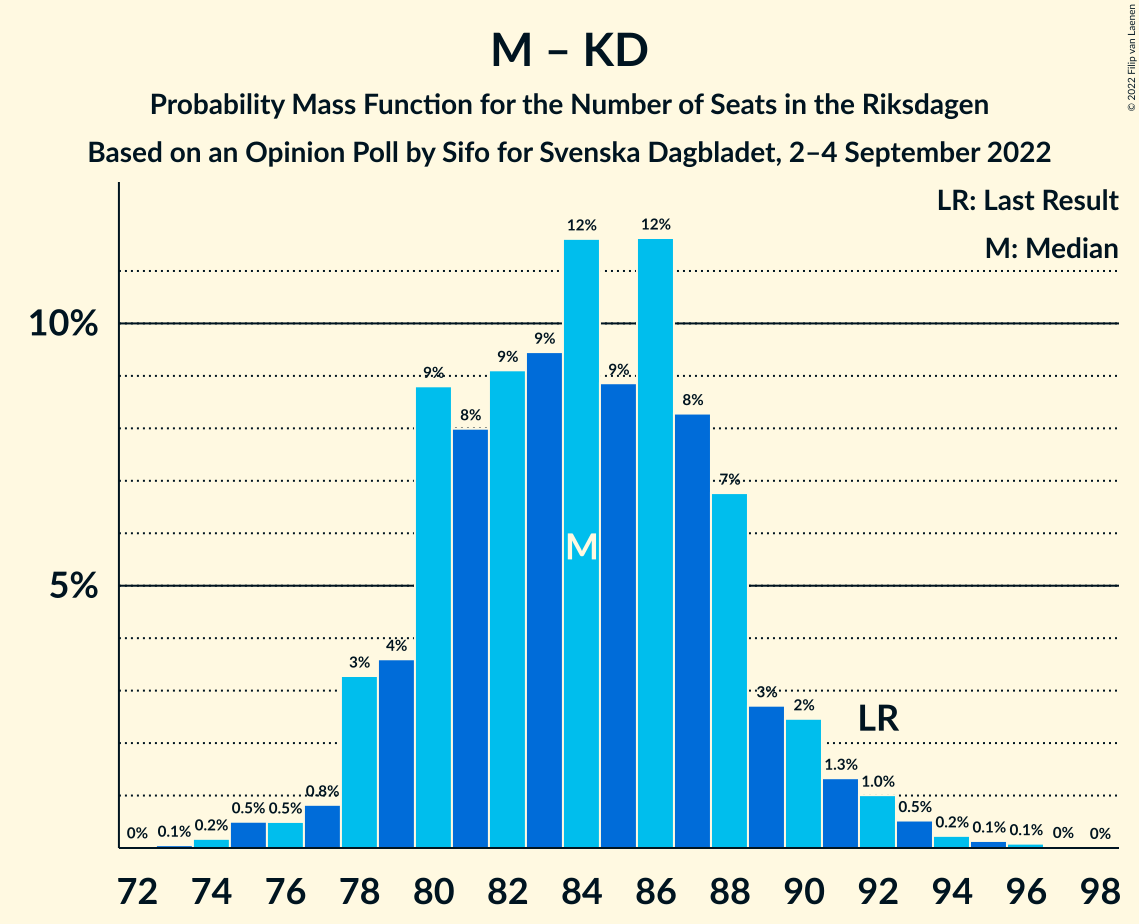 © 2022 Filip van Laenen
M – KD
Probability Mass Function for the Number of Seats in the Riksdagen
Based on an Opinion Poll by Sifo for Svenska Dagbladet, 2–4 September 2022
LR: Last Result
M: Median
10%
5%
0% 0.1% 0.2% 0.5% 0.5% 0.8% 3% 4% 9% 8% 9% 9% 12% 9% 12% 8% 7% 3% 2% 1.3% 1.0% 0.5% 0.2% 0.1% 0.1% 0% 0%
M
LR
72 74 76 78 80 82 84 86 88 90 92 94 96 98